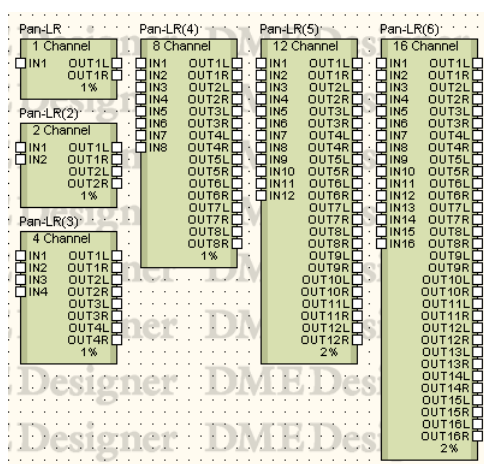 Pan-LR
1 Channel
IN1 OUT1L
OUT1R
1%
Pan-LR(2)
2 Channel
IN1 OUT1L
IN2 OUT1R
OUT2L
OUT2R
1%
Pan-LR(3)
4 Channel
IN1 OUT1L
IN2 OUT1R
IN3 OUT2L
IN4 OUT2R
OUT3L
OUT3R
OUT4L
OUT4R
1%
Pan-LR(4)
8 Channel
IN1 OUT1L
IN2 OUT1R
IN3 OUT2L
IN4 OUT2R
IN5 OUT3L
IN6 OUT3R
IN7 OUT4L
IN8 OUT4R
OUT5L
OUT5R
OUT6L
OUT6R
OUT7L
OUT7R
OUT8L
OUT8R
1%
Pan-LR(5)
12 Channel
IN1 OUT1L
IN2 OUT1R
IN3 OUT2L
IN4 OUT2R
IN5 OUT3L
IN6 OUT3R
IN7 OUT4L
IN8 OUT4R
IN9 OUT5L
IN10 OUT5R
IN11 OUT6L
IN12 OUT6R
OUT7L
OUT7R
OUT8L
OUT8R
OUT9L
OUT9R
OUT10L
OUT10R
OUT11L
OUT11R
OUT12L
OUT12R
2%
Pan-LR(6)
16 Channel
IN1 OUT1L
IN2 OUT1R
IN3 OUT2L
IN4 OUT2R
IN5 OUT3L
IN6 OUT3R
IN7 OUT4L
IN8 OUT4R
IN9 OUT5L
IN10 OUT5R
IN11 OUT6L
IN12 OUT6R
IN13 OUT7L
IN14 OUT7R
IN15 OUT8L
IN16 OUT8R
OUT9L
OUT9R
OUT10L
OUT10R
OUT11L
OUT11R
OUT12L
OUT12R
OUT13L
OUT13R
OUT14L
OUT14R
OUT15L
OUT15R
OUT16L
OUT16R
2%
Designer DME Des
Designer DME Des